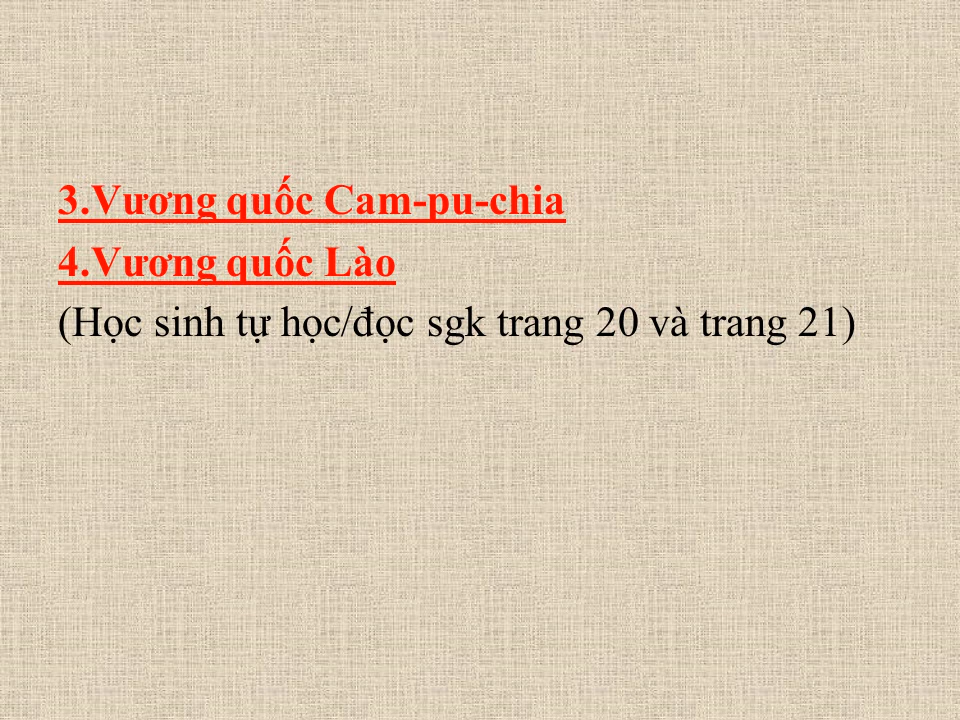 3.Vương quốc Cam-pu-chia
4.Vương quốc Lào
(Học sinh tự học/đọc sgk trang 20 và trang 21)